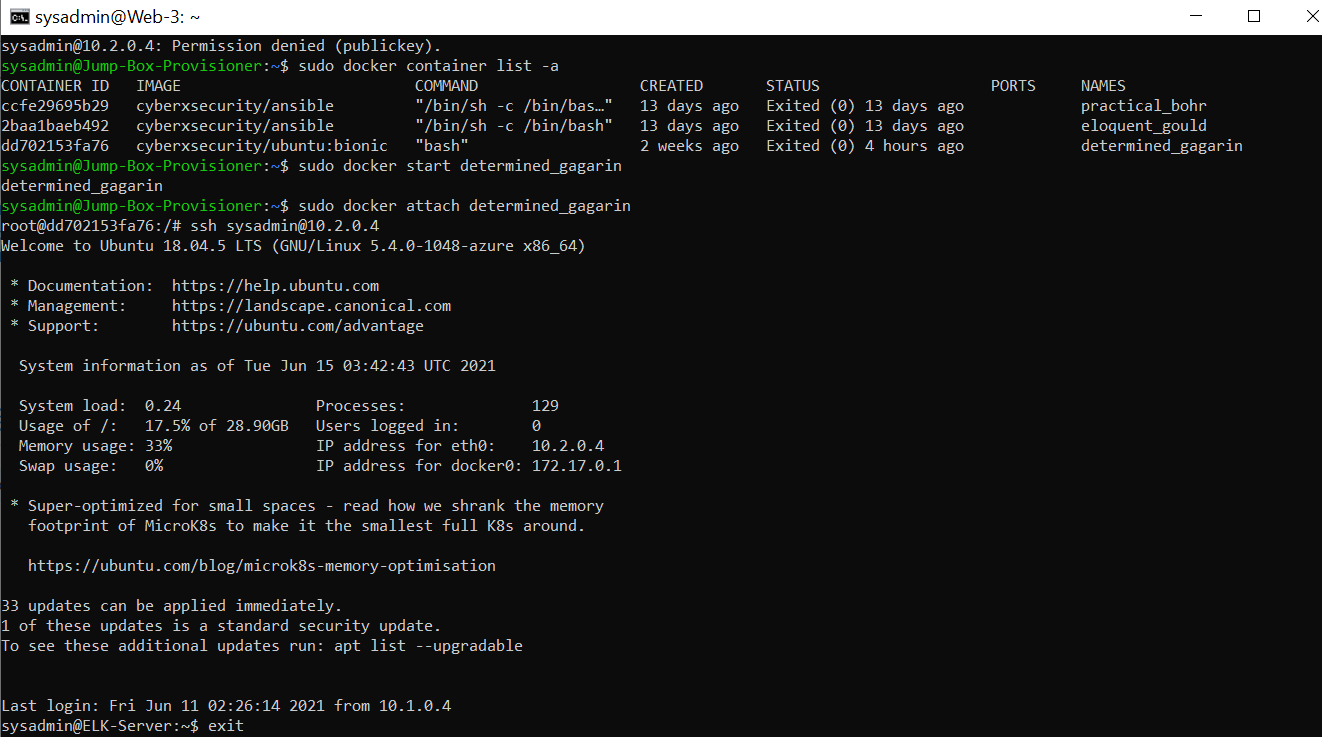 sysadmin@Web-3: ~
sysadmin@10.2.0.4: Permission denied (publickey).
sysadmin@Jump-Box-Provisioner:~$ sudo docker container list -a
CONTAINER ID   IMAGE                         COMMAND                  CREATED       STATUS                   PORTS     NAMES
ccfe29695b29   cyberxsecurity/ansible         "/bin/sh -c /bin/bas…"   13 days ago   Exited (0) 13 days ago             practical_bohr
2baa1baeb492   cyberxsecurity/ansible         "/bin/sh -c /bin/bash"   13 days ago   Exited (0) 13 days ago             eloquent_gould
dd702153fa76   cyberxsecurity/ubuntu:bionic   "bash"                   2 weeks ago   Exited (0) 4 hours ago             determined_gagarin
sysadmin@Jump-Box-Provisioner:~$ sudo docker start determined_gagarin
determined_gagarin
sysadmin@Jump-Box-Provisioner:~$ sudo docker attach determined_gagarin
root@dd702153fa76:/# ssh sysadmin@10.2.0.4
Welcome to Ubuntu 18.04.5 LTS (GNU/Linux 5.4.0-1048-azure x86_64)
* Documentation:  https://help.ubuntu.com
* Management:     https://landscape.canonical.com
* Support:        https://ubuntu.com/advantage
System information as of Tue Jun 15 03:42:43 UTC 2021
System load:  0.24               Processes:              129
Usage of /:   17.5% of 28.90GB   Users logged in:        0
Memory usage: 33%                IP address for eth0:    10.2.0.4
Swap usage:   0%                 IP address for docker0: 172.17.0.1
* Super-optimized for small spaces - read how we shrank the memory
footprint of MicroK8s to make it the smallest full K8s around.
https://ubuntu.com/blog/microk8s-memory-optimisation
33 updates can be applied immediately.
1 of these updates is a standard security update.
To see these additional updates run: apt list --upgradable
Last login: Fri Jun 11 02:26:14 2021 from 10.1.0.4
sysadmin@ELK-Server:~$ exit